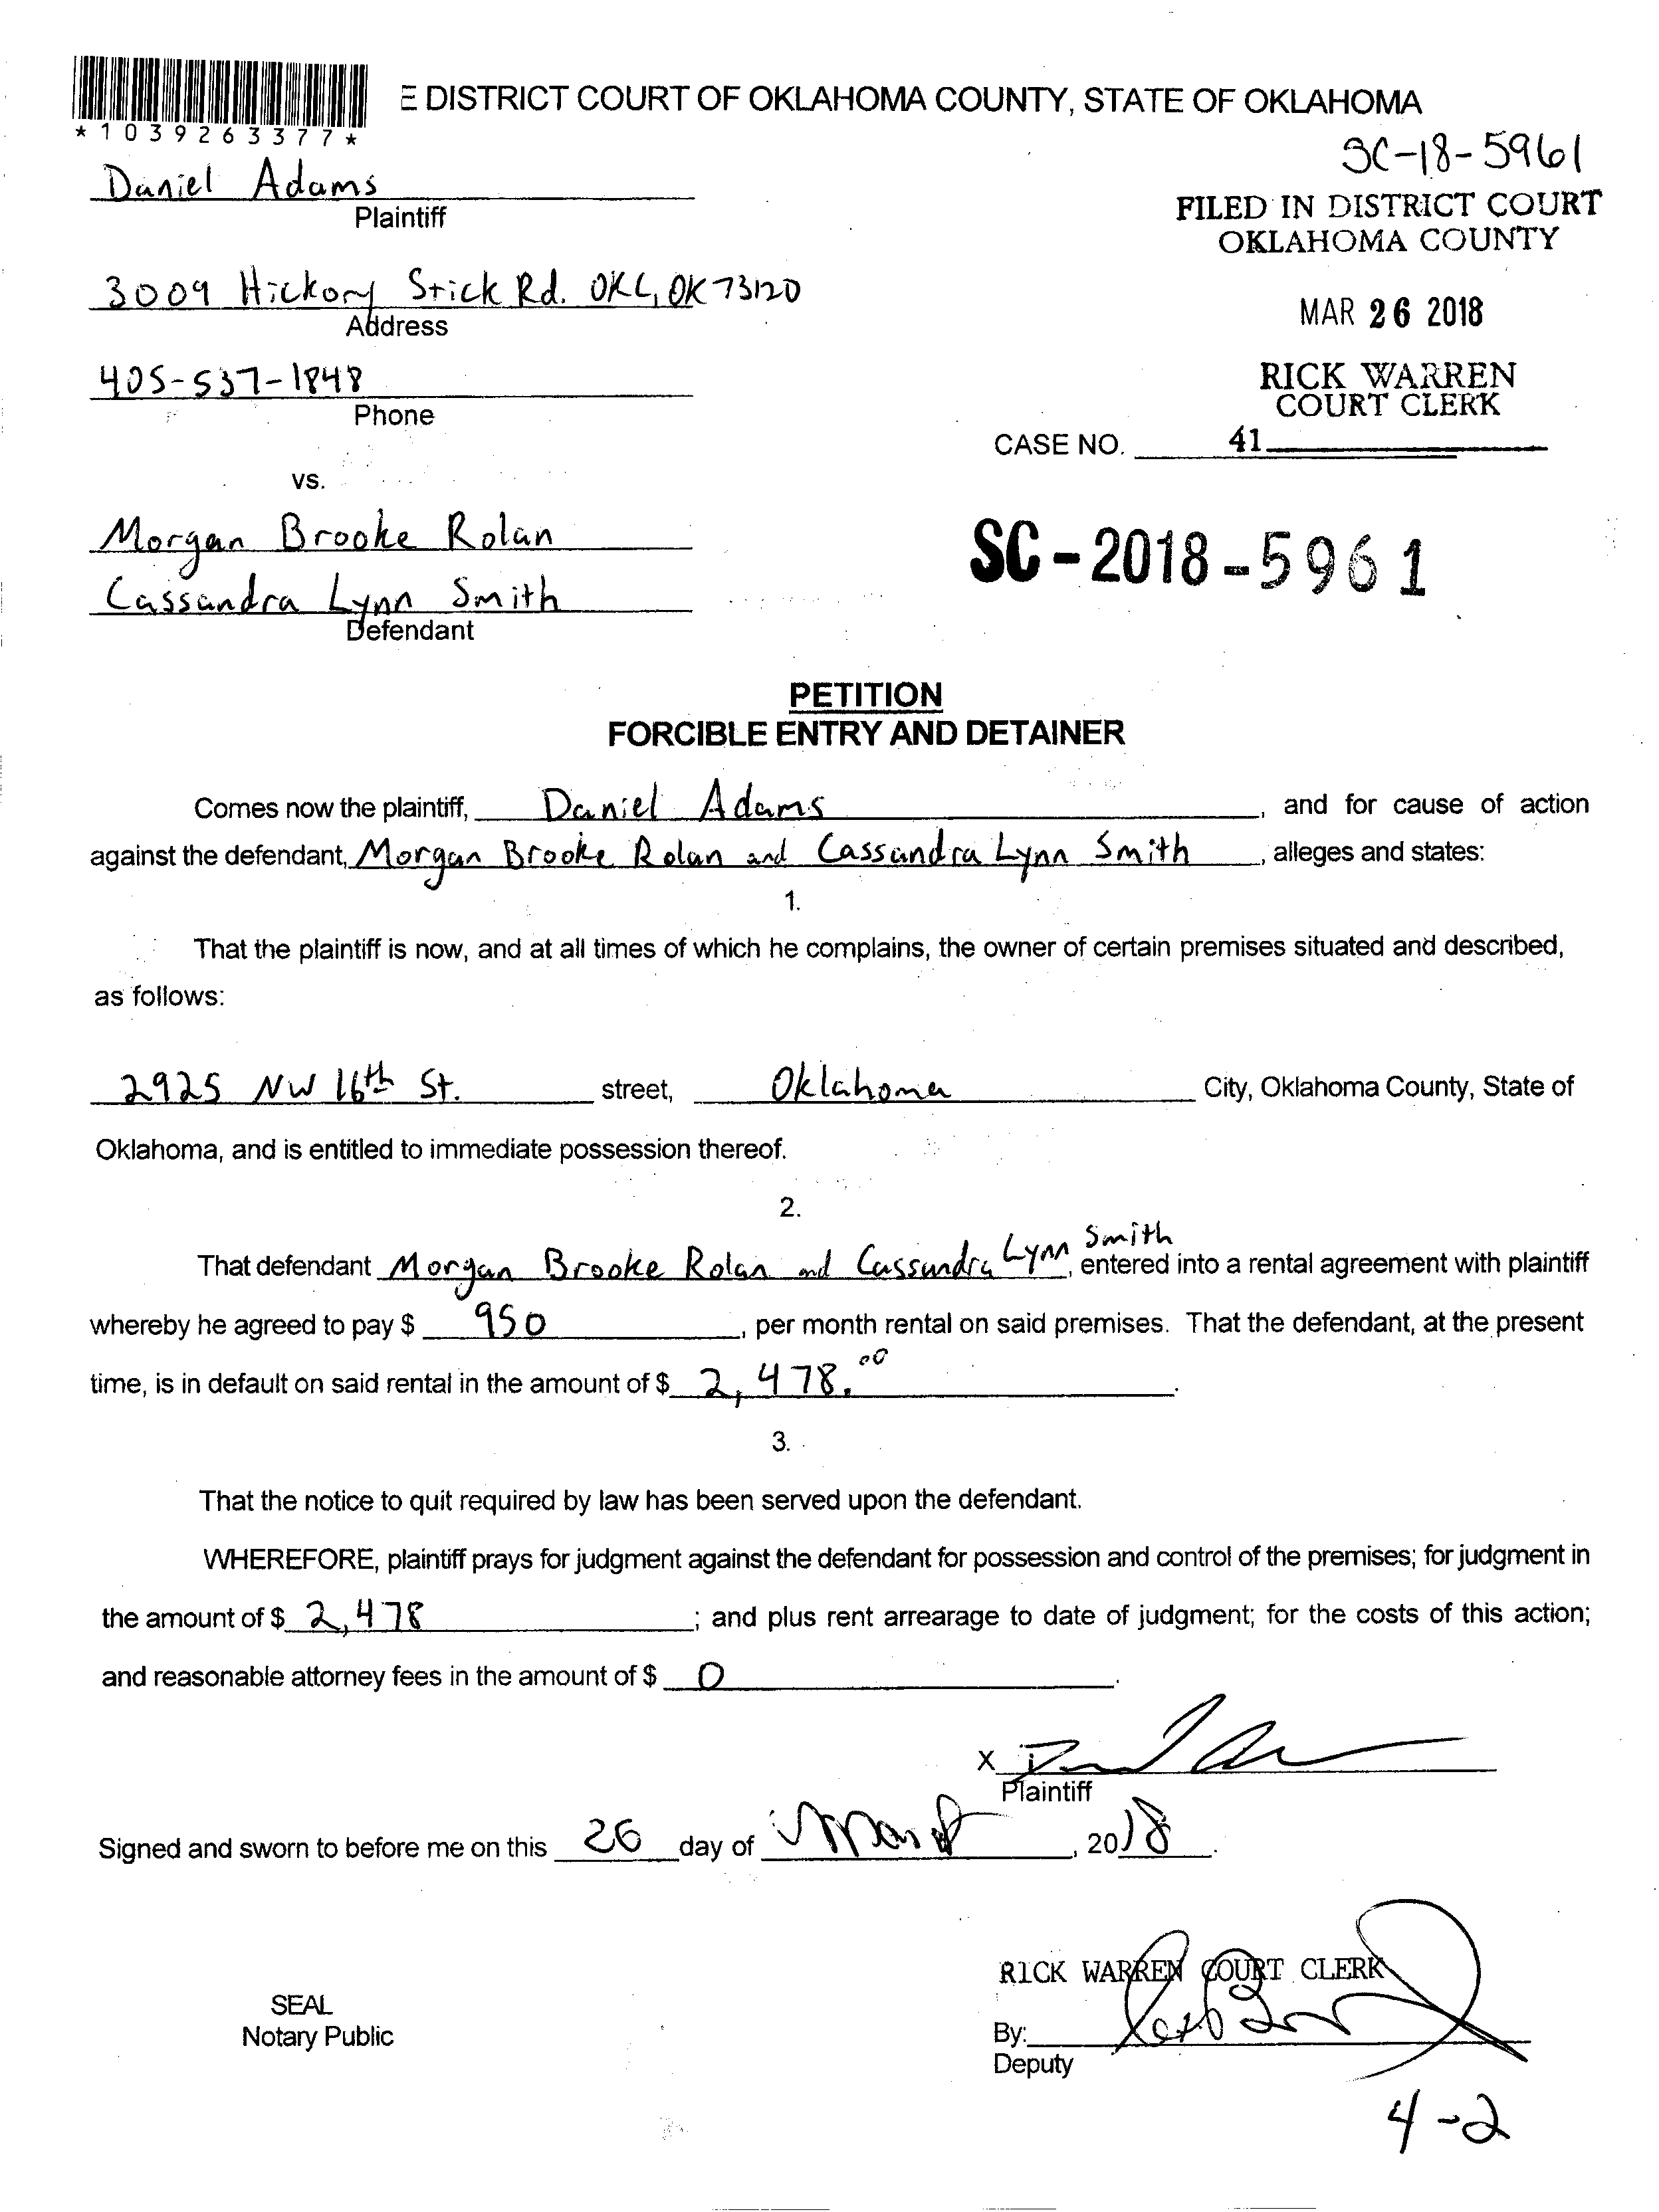 E DISTRICT COURT OF OKLAHOMA COUNTY, STATE OF OKLAHOMA
*1039263377*
SC-18-5961
Daniel Adams
Plaintiff
FILED IN DISTRICT COURT
OKLAHOMA COUNTY
3009 Hickory Stick Rd. OKC, OK 73120
Address
MAR 26 2018
405-537-1848
Phone
RICK WARREN
COURT CLERK
CASE NO. 41
vs.
Morgan Brooke Rolan
Cassandra Lynn Smith
Defendant
SC-2018-5961
PETITION
FORCIBLE ENTRY AND DETAINER
Comes now the plaintiff, Daniel Adams, and for cause of action
against the defendant, Morgan Brooke Rolan and Cassandra Lynn Smith, alleges and states:
1.
That the plaintiff is now, and at all times of which he complains, the owner of certain premises situated and described,
as follows:
2925 NW 16th St. street, Oklahoma City, Oklahoma County, State of
Oklahoma, and is entitled to immediate possession thereof.
2.
That defendant Morgan Brooke Rolan and Cassandra Lynn Smith, entered into a rental agreement with plaintiff
whereby he agreed to pay $ 950, per month rental on said premises. That the defendant, at the present
time, is in default on said rental in the amount of $ 2,478.00.
3.
That the notice to quit required by law has been served upon the defendant.
WHEREFORE, plaintiff prays for judgment against the defendant for possession and control of the premises; for judgment in
the amount of $ 2,478; and plus rent arrearage to date of judgment; for the costs of this action;
and reasonable attorney fees in the amount of $ 0.
X
Plaintiff
Signed and sworn to before me on this 26 day of March, 2018.
RICK WARREN COURT CLERK
SEAL
Notary Public
By:
Deputy
4-2